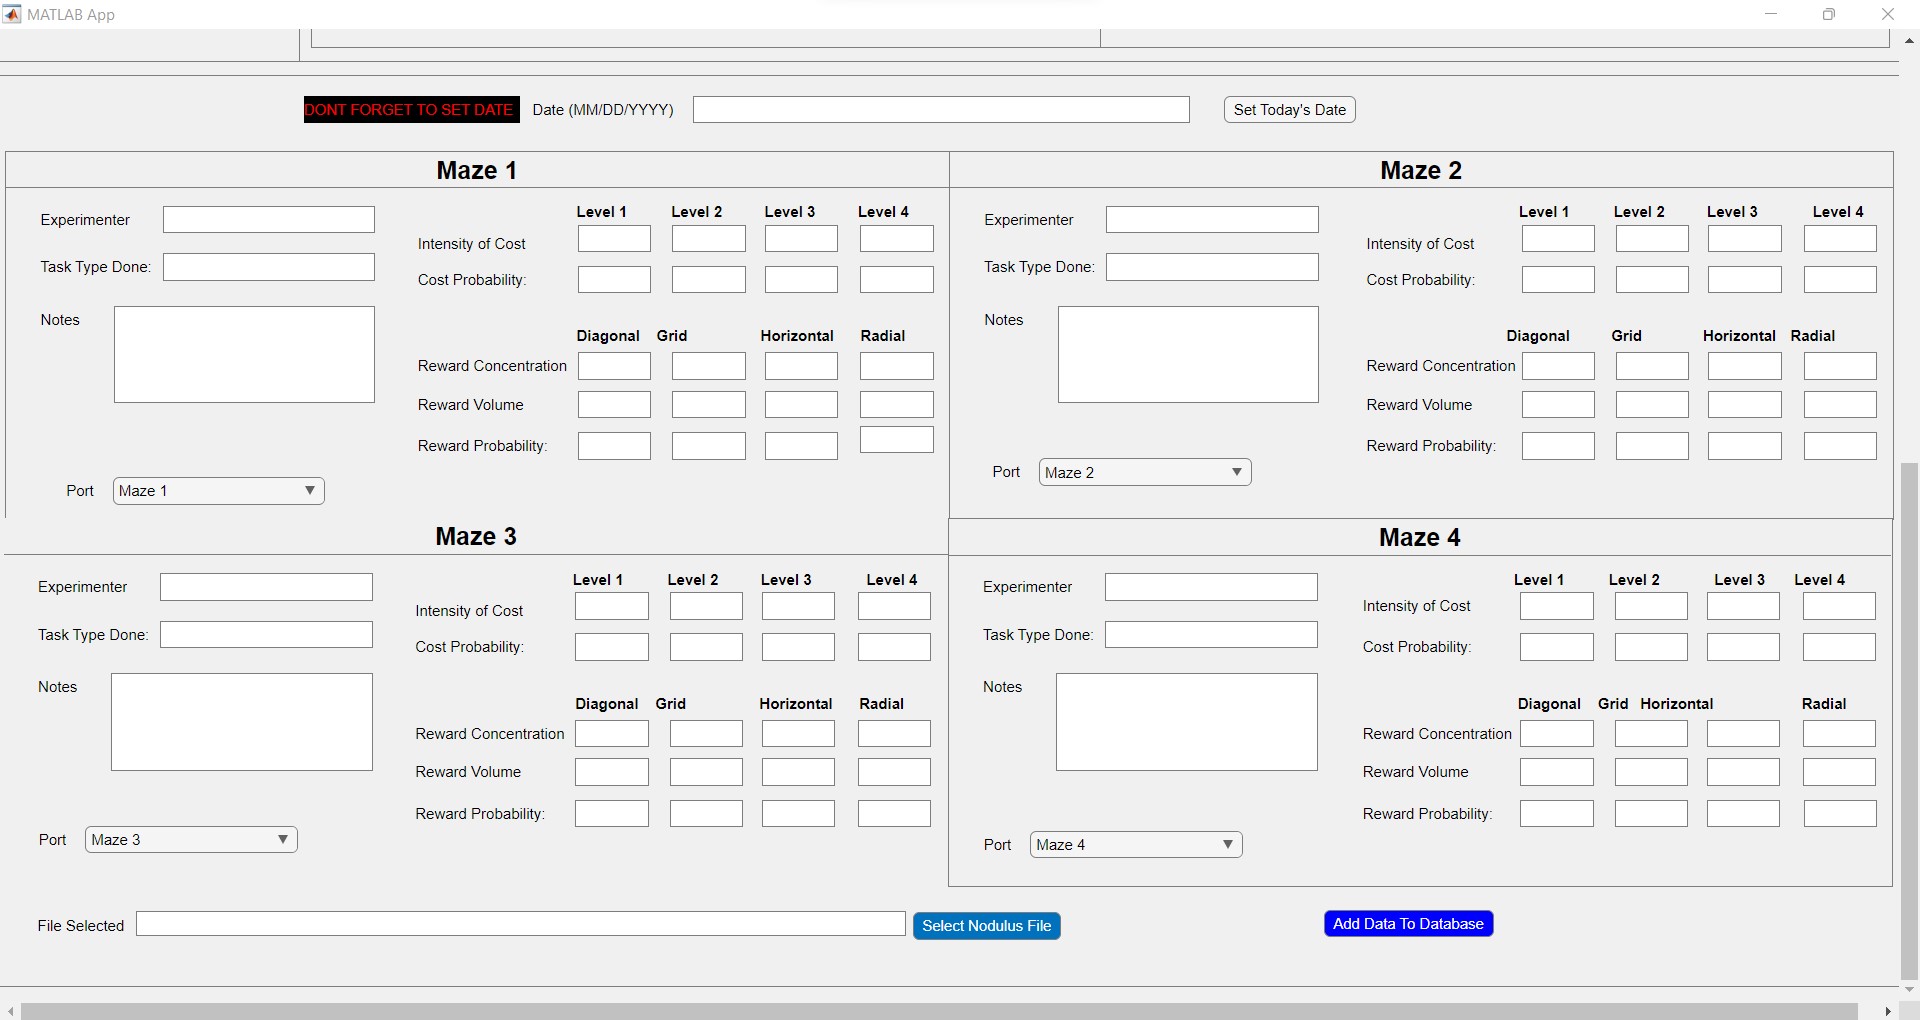 MATLAB App
DONT FORGET TO SET DATE Date (MM/DD/YYYY) Set Today's Date
Maze 1
Experimenter
Task Type Done:
Notes
Level 1 Level 2 Level 3 Level 4
Intensity of Cost
Cost Probability:
Diagonal Grid Horizontal Radial
Reward Concentration
Reward Volume
Reward Probability:
Port Maze 1
Maze 2
Experimenter
Task Type Done:
Notes
Level 1 Level 2 Level 3 Level 4
Intensity of Cost
Cost Probability:
Diagonal Grid Horizontal Radial
Reward Concentration
Reward Volume
Reward Probability:
Port Maze 2
Maze 3
Experimenter
Task Type Done:
Notes
Level 1 Level 2 Level 3 Level 4
Intensity of Cost
Cost Probability:
Diagonal Grid Horizontal Radial
Reward Concentration
Reward Volume
Reward Probability:
Port Maze 3
Maze 4
Experimenter
Task Type Done:
Notes
Level 1 Level 2 Level 3 Level 4
Intensity of Cost
Cost Probability:
Diagonal Grid Horizontal Radial
Reward Concentration
Reward Volume
Reward Probability:
Port Maze 4
File Selected Select Nodulus File Add Data To Database